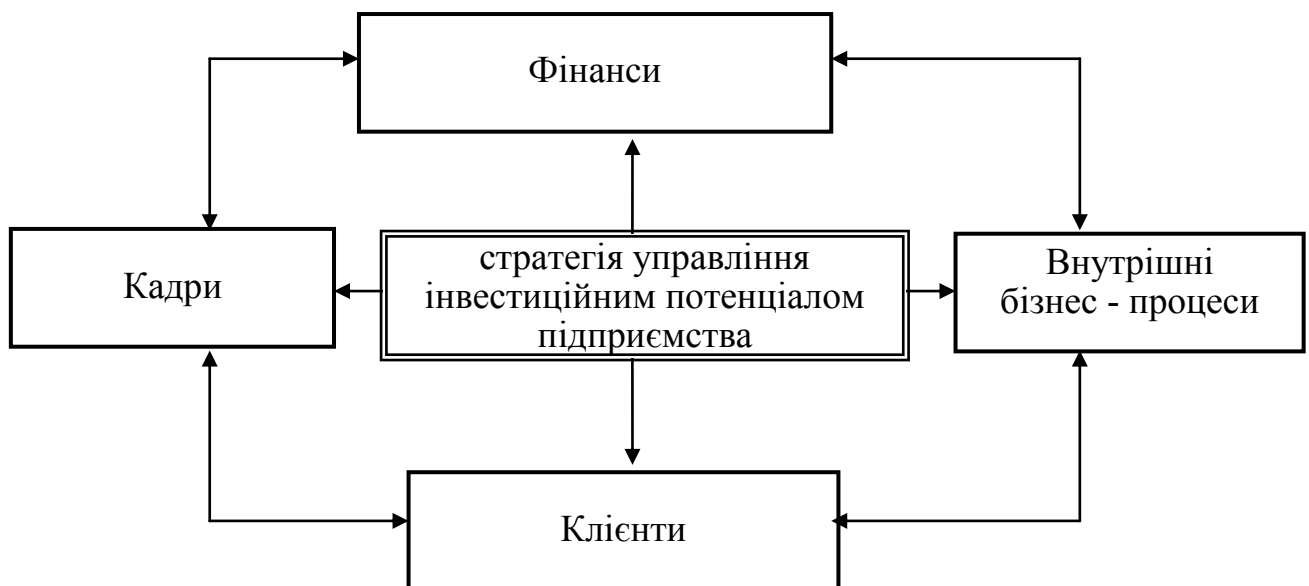 Фінанси
Кадри
стратегія управління
інвестиційним потенціалом
підприємства
Внутрішні
бізнес - процеси
Клієнти